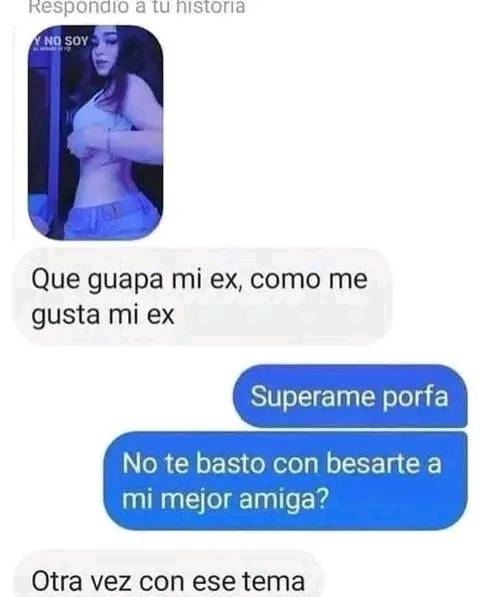 Respondió a tu historia
Y NO SOY
Que guapa mi ex, como me
gusta mi ex
Superame porfa
No te basto con besarte a
mi mejor amiga?
Otra vez con ese tema